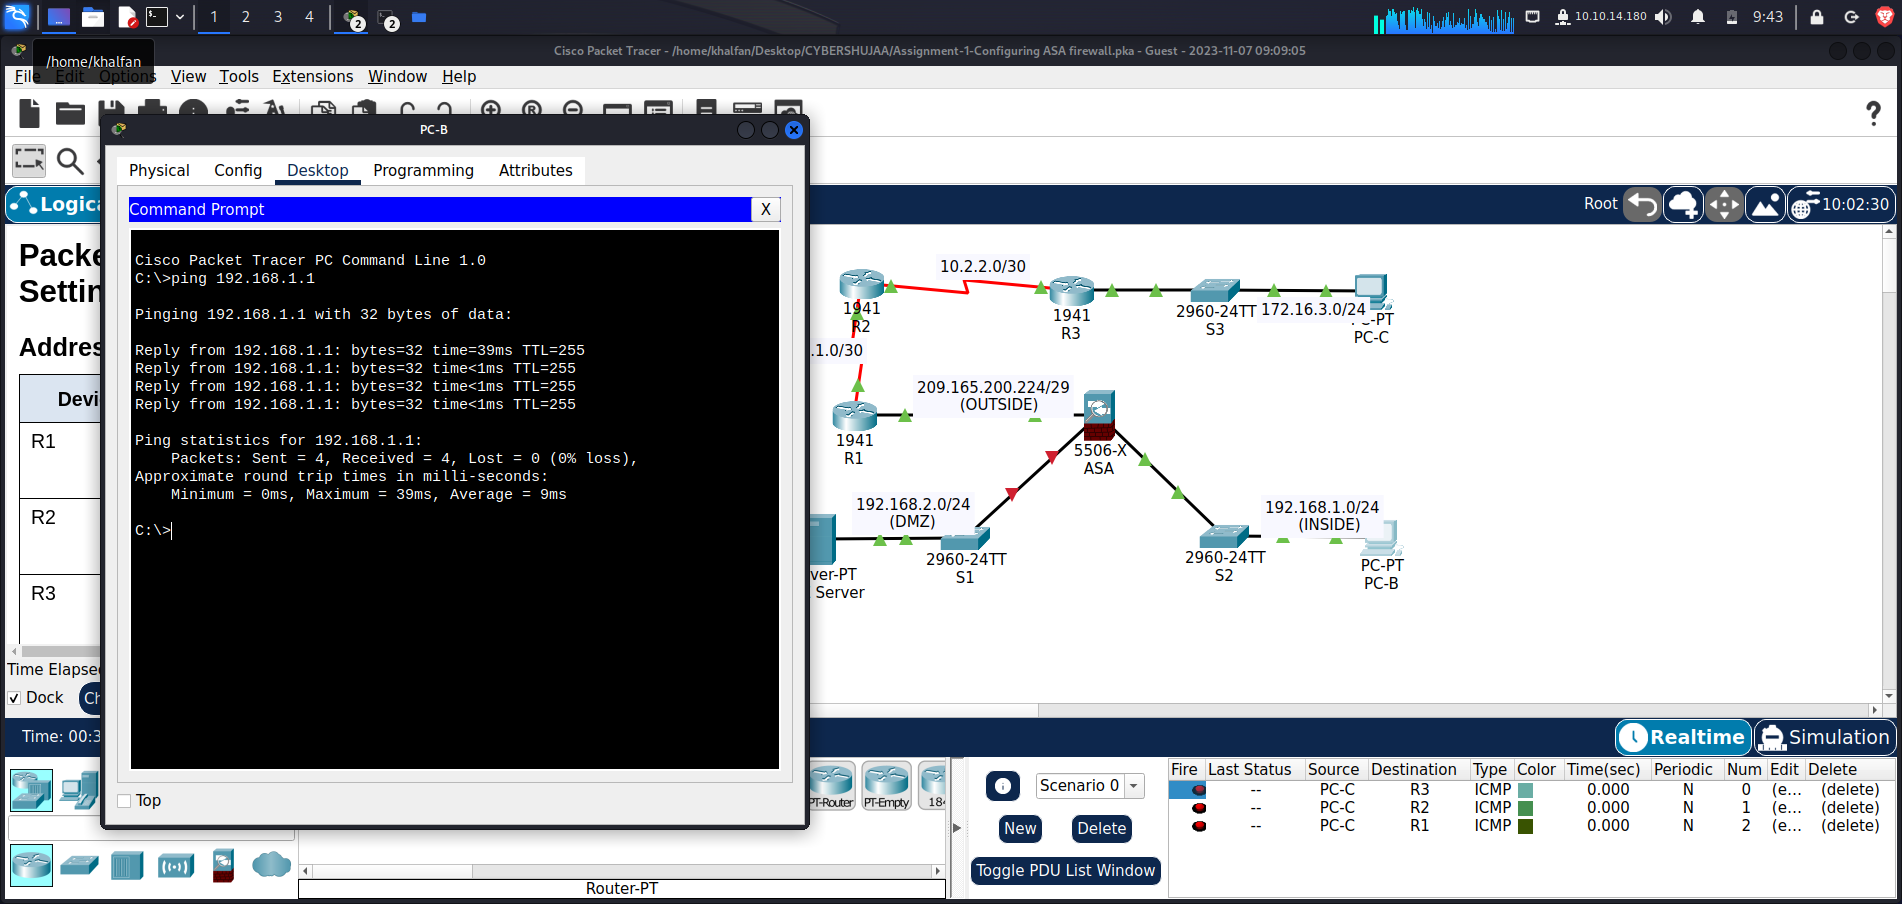 1 2 3 4 2 2 10.10.14.180 9:43
Cisco Packet Tracer - /home/khalfan/Desktop/CYBERSHUJAA/Assignment-1-Configuring ASA firewall.pka - Guest - 2023-11-07 09:09:05
/home/khalfan
File Edit Options View Tools Extensions Window Help
PC-B
Physical Config Desktop Programming Attributes
Command Prompt X
Cisco Packet Tracer PC Command Line 1.0
C:\>ping 192.168.1.1
Pinging 192.168.1.1 with 32 bytes of data:
Reply from 192.168.1.1: bytes=32 time=39ms TTL=255
Reply from 192.168.1.1: bytes=32 time<1ms TTL=255
Reply from 192.168.1.1: bytes=32 time<1ms TTL=255
Reply from 192.168.1.1: bytes=32 time<1ms TTL=255
Ping statistics for 192.168.1.1:
Packets: Sent = 4, Received = 4, Lost = 0 (0% loss),
Approximate round trip times in milli-seconds:
Minimum = 0ms, Maximum = 39ms, Average = 9ms
C:\>
Top
Logica
Packe
Settin
Addres
Devi
R1
R2
R3
Time Elapsed
Dock Ch
Time: 00:3
Root 10:02:30
10.2.2.0/30
1941
R2
1941
R3
2960-24TT
S3
172.16.3.0/24
PC-PT
PC-C
.1.0/30
209.165.200.224/29
(OUTSIDE)
1941
R1
5506-X
ASA
192.168.2.0/24
(DMZ)
192.168.1.0/24
(INSIDE)
ver-PT
Server
2960-24TT
S1
2960-24TT
S2
PC-PT
PC-B
Realtime Simulation
PT-Router PT-Empty 184
Router-PT
Scenario 0
New Delete
Toggle PDU List Window
Fire Last Status Source Destination Type Color Time(sec) Periodic Num Edit Delete
-- PC-C R3 ICMP 0.000 N 0 (e... (delete)
-- PC-C R2 ICMP 0.000 N 1 (e... (delete)
-- PC-C R1 ICMP 0.000 N 2 (e... (delete)